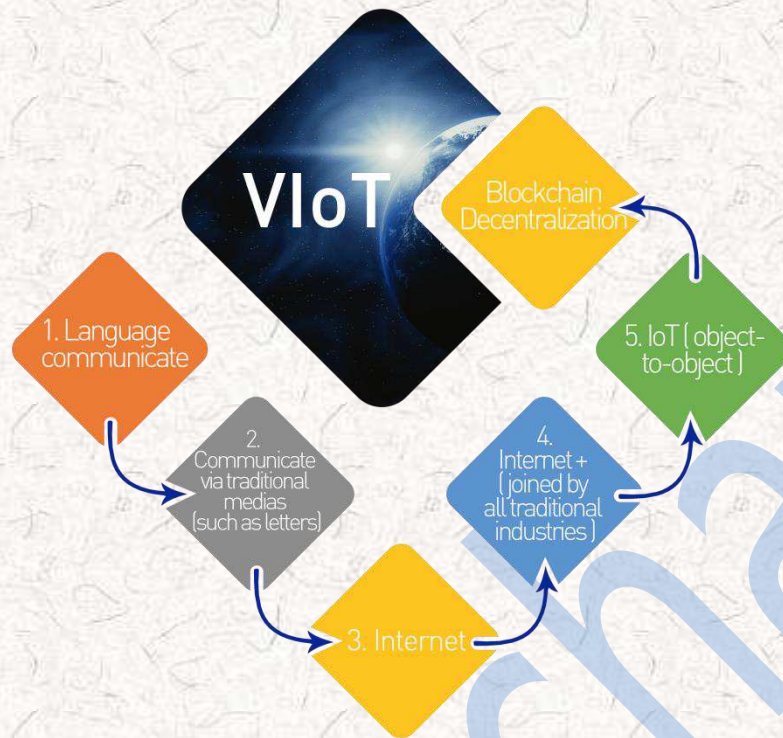 VIoT
Blockchain
Decentralization
1. Language
communicate
2.
Communicate
via traditional
medias
(such as letters)
3. Internet
4.
Internet +
( joined by
all traditional
industries )
5. IoT ( object-
to-object )